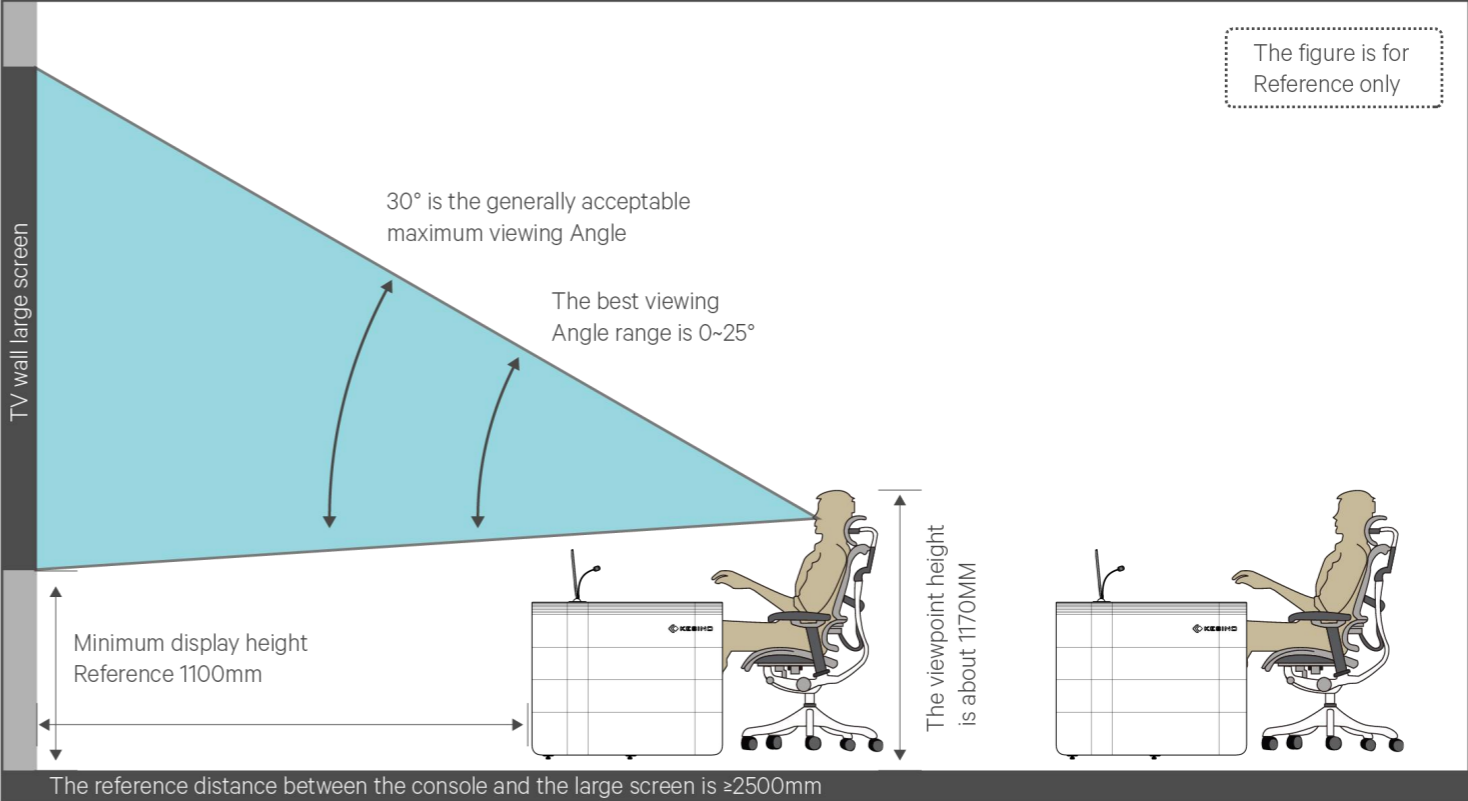 The figure is for
Reference only
30° is the generally acceptable
maximum viewing Angle
The best viewing
Angle range is 0~25°
TV wall large screen
Minimum display height
Reference 1100mm
The viewpoint height
is about 1170MM
The reference distance between the console and the large screen is ≥2500mm